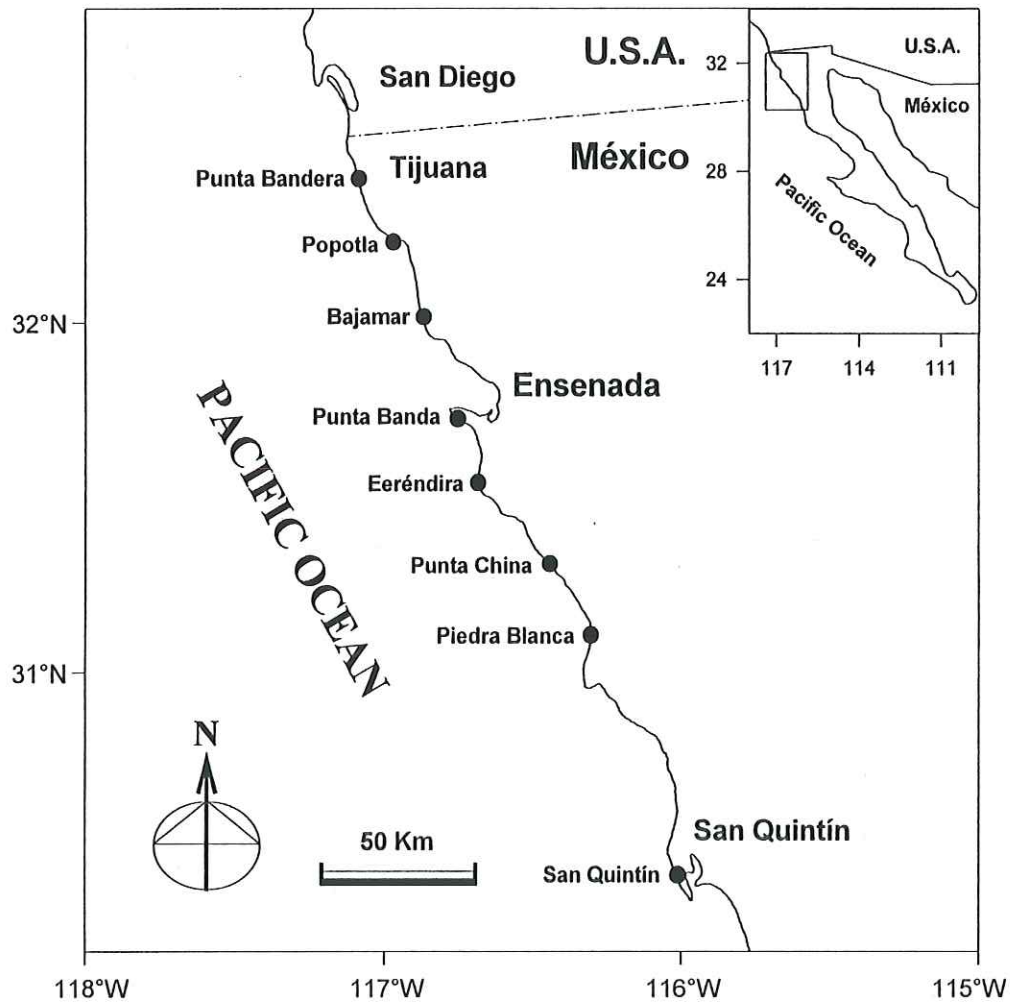 U.S.A.
San Diego
Tijuana
México
Punta Bandera
Popotla
Bajamar
32°N
Ensenada
Punta Banda
Eeréndira
PACIFIC OCEAN
Punta China
Piedra Blanca
31°N
N
50 Km
San Quintín
San Quintín
118°W
117°W
116°W
115°W
32
28
24
U.S.A.
México
Pacific Ocean
117
114
111